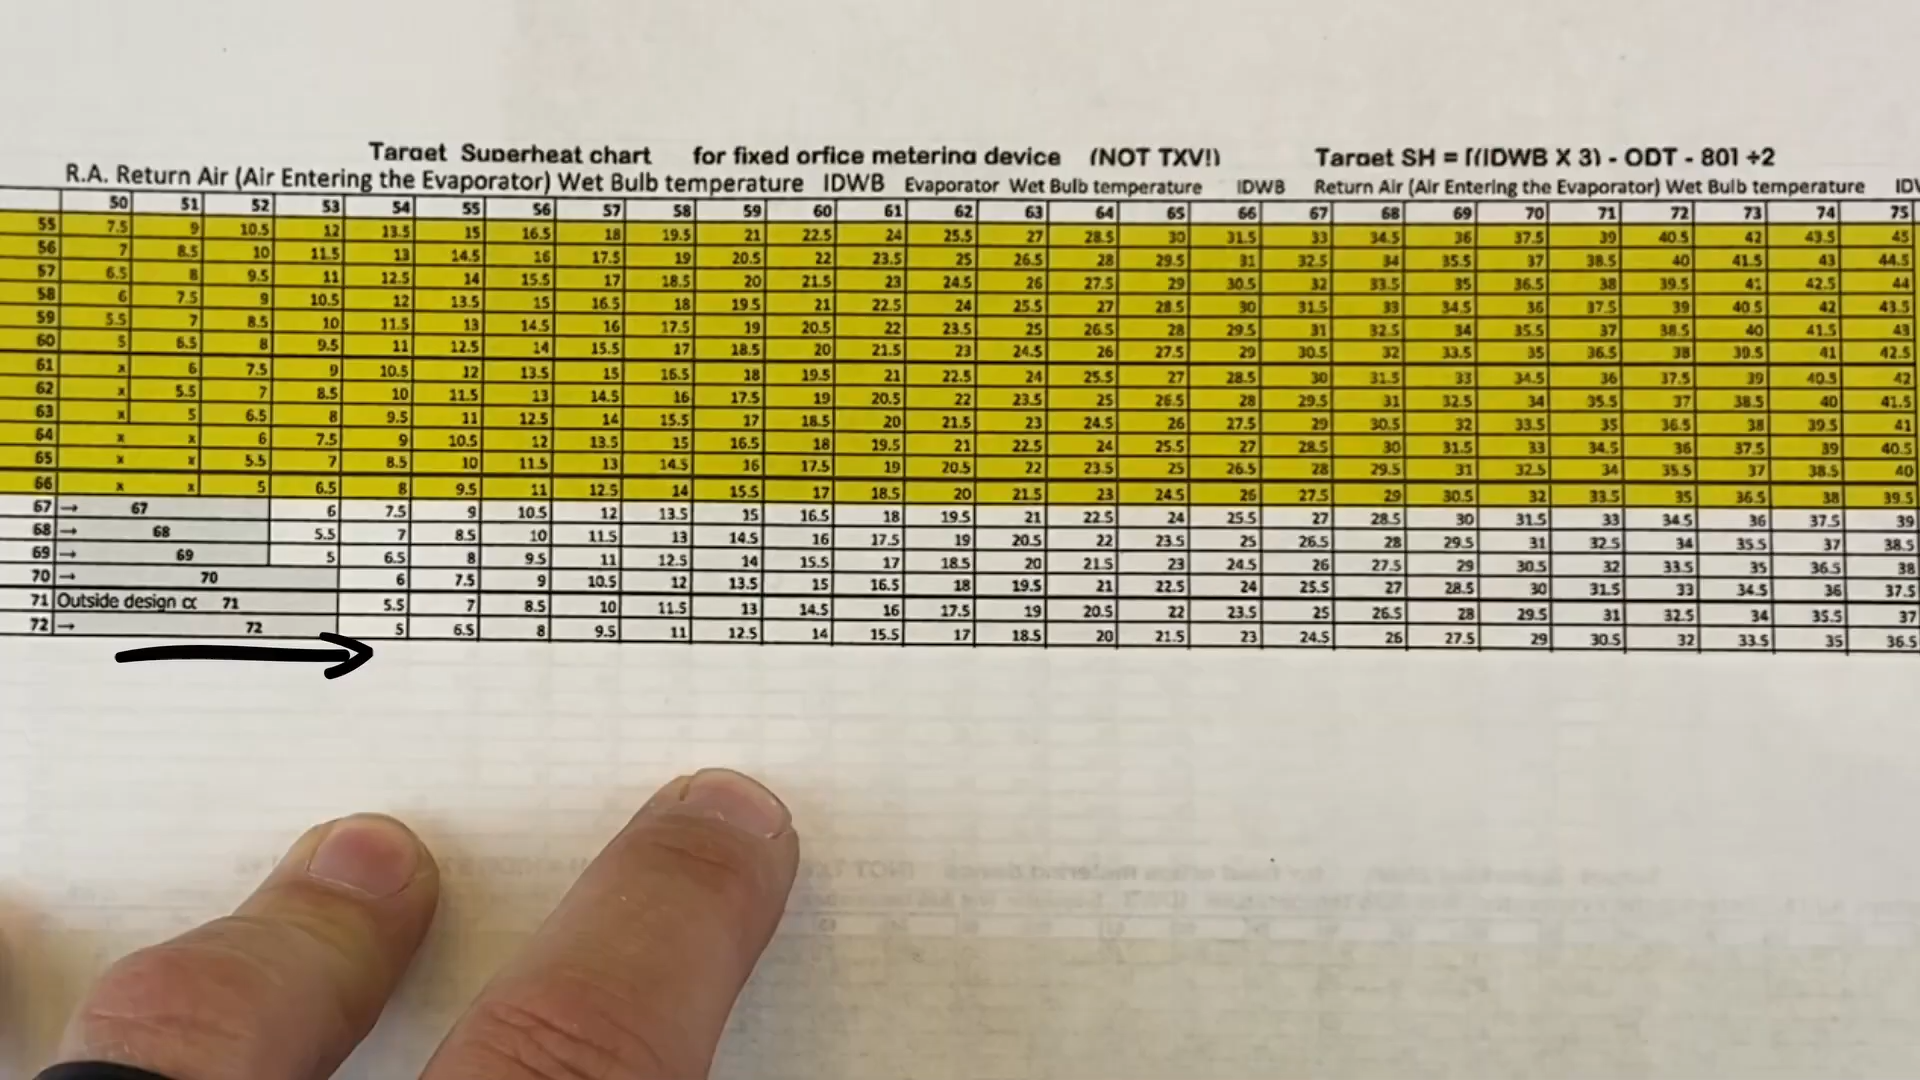 Target Superheat chart for fixed orfice metering device (NOT TXV!) Target SH = [(IDWB X 3) - ODT - 80] ÷2
R.A. Return Air (Air Entering the Evaporator) Wet Bulb temperature IDWB Evaporator Wet Bulb temperature IDWB Return Air (Air Entering the Evaporator) Wet Bulb temperature
50 51 52 53 54 55 56 57 58 59 60 61 62 63 64 65 66 67 68 69 70 71 72 73 74 75
55 7.5 9 10.5 12 13.5 15 16.5 18 19.5 21 22.5 24 25.5 27 28.5 30 31.5 33 34.5 36 37.5 39 40.5 42 43.5 45
56 7 8.5 10 11.5 13 14.5 16 17.5 19 20.5 22 23.5 25 26.5 28 29.5 31 32.5 34 35.5 37 38.5 40 41.5 43 44.5
57 6.5 8 9.5 11 12.5 14 15.5 17 18.5 20 21.5 23 24.5 26 27.5 29 30.5 32 33.5 35 36.5 38 39.5 41 42.5 44
58 6 7.5 9 10.5 12 13.5 15 16.5 18 19.5 21 22.5 24 25.5 27 28.5 30 31.5 33 34.5 36 37.5 39 40.5 42 43.5
59 5.5 7 8.5 10 11.5 13 14.5 16 17.5 19 20.5 22 23.5 25 26.5 28 29.5 31 32.5 34 35.5 37 38.5 40 41.5 43
60 5 6.5 8 9.5 11 12.5 14 15.5 17 18.5 20 21.5 23 24.5 26 27.5 29 30.5 32 33.5 35 36.5 38 39.5 41 42.5
61 x 6 7.5 9 10.5 12 13.5 15 16.5 18 19.5 21 22.5 24 25.5 27 28.5 30 31.5 33 34.5 36 37.5 39 40.5 42
62 x 5.5 7 8.5 10 11.5 13 14.5 16 17.5 19 20.5 22 23.5 25 26.5 28 29.5 31 32.5 34 35.5 37 38.5 40 41.5
63 x 5 6.5 8 9.5 11 12.5 14 15.5 17 18.5 20 21.5 23 24.5 26 27.5 29 30.5 32 33.5 35 36.5 38 39.5 41
64 x x 6 7.5 9 10.5 12 13.5 15 16.5 18 19.5 21 22.5 24 25.5 27 28.5 30 31.5 33 34.5 36 37.5 39 40.5
65 x x 5.5 7 8.5 10 11.5 13 14.5 16 17.5 19 20.5 22 23.5 25 26.5 28 29.5 31 32.5 34 35.5 37 38.5 40
66 x x 5 6.5 8 9.5 11 12.5 14 15.5 17 18.5 20 21.5 23 24.5 26 27.5 29 30.5 32 33.5 35 36.5 38 39.5
67 → 67 6 7.5 9 10.5 12 13.5 15 16.5 18 19.5 21 22.5 24 25.5 27 28.5 30 31.5 33 34.5 36 37.5 39
68 → 68 5.5 7 8.5 10 11.5 13 14.5 16 17.5 19 20.5 22 23.5 25 26.5 28 29.5 31 32.5 34 35.5 37 38.5
69 → 69 5 6.5 8 9.5 11 12.5 14 15.5 17 18.5 20 21.5 23 24.5 26 27.5 29 30.5 32 33.5 35 36.5 38
70 → 70 6 7.5 9 10.5 12 13.5 15 16.5 18 19.5 21 22.5 24 25.5 27 28.5 30 31.5 33 34.5 36 37.5
71 Outside design 71 5.5 7 8.5 10 11.5 13 14.5 16 17.5 19 20.5 22 23.5 25 26.5 28 29.5 31 32.5 34 35.5 37
72 → 72 5 6.5 8 9.5 11 12.5 14 15.5 17 18.5 20 21.5 23 24.5 26 27.5 29 30.5 32 33.5 35 36.5